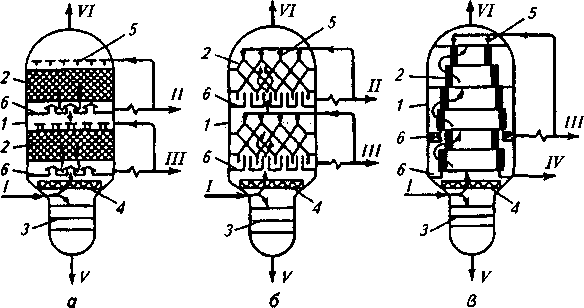 VI 5 VI 5 VI 5
2 2 2
II II
6 6 1 III
1 1 6
2 III III IV
6 6 6
I I I
4 4 4
3 3 3
V V V
а б в